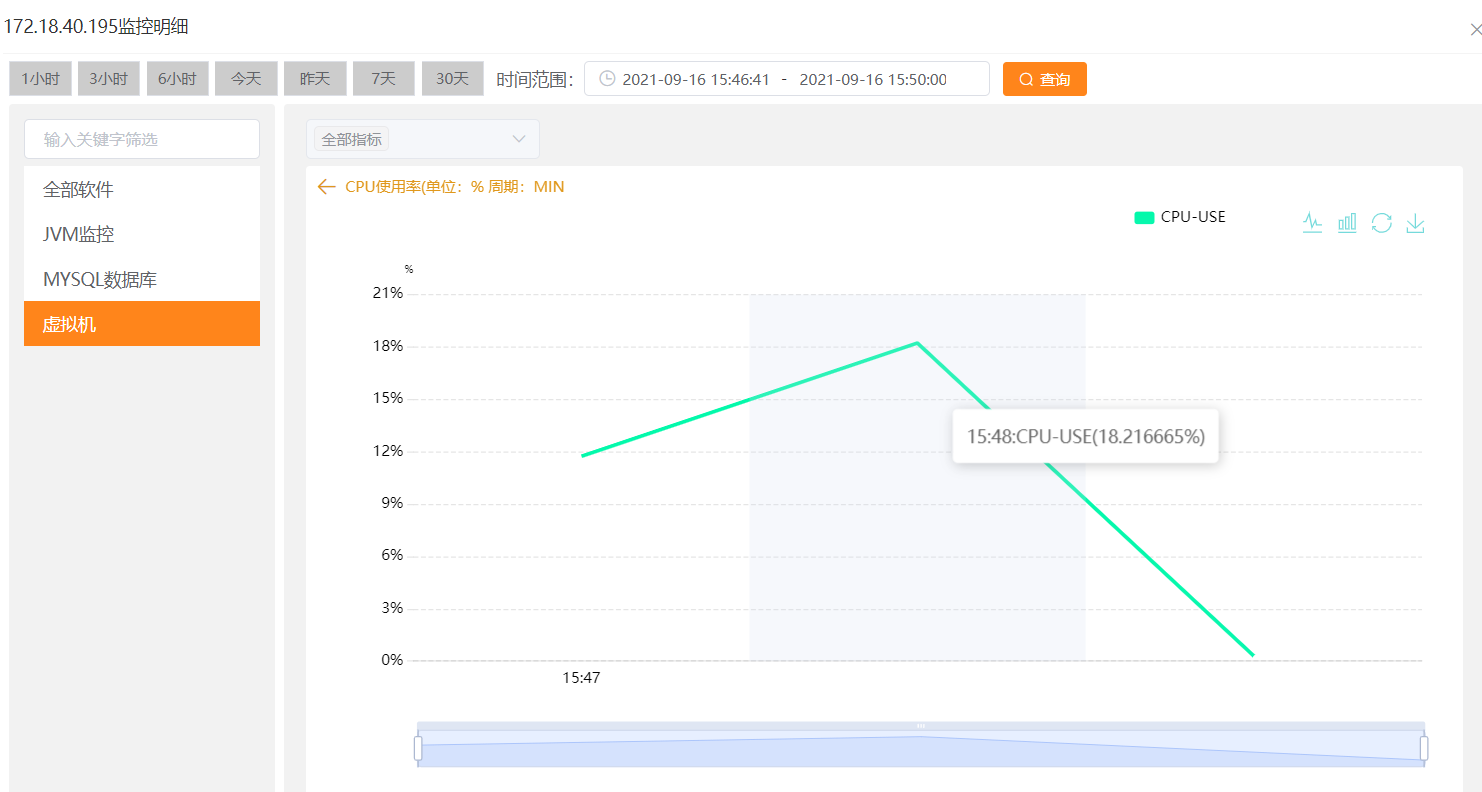 172.18.40.195监控明细
1小时 3小时 6小时 今天 昨天 7天 30天 时间范围： 2021-09-16 15:46:41 - 2021-09-16 15:50:00 查询
输入关键字筛选
全部软件
JVM监控
MYSQL数据库
虚拟机
全部指标
CPU使用率(单位：% 周期：MIN
CPU-USE
%
21%
18%
15%
12%
9%
6%
3%
0%
15:48:CPU-USE(18.216665%)
15:47